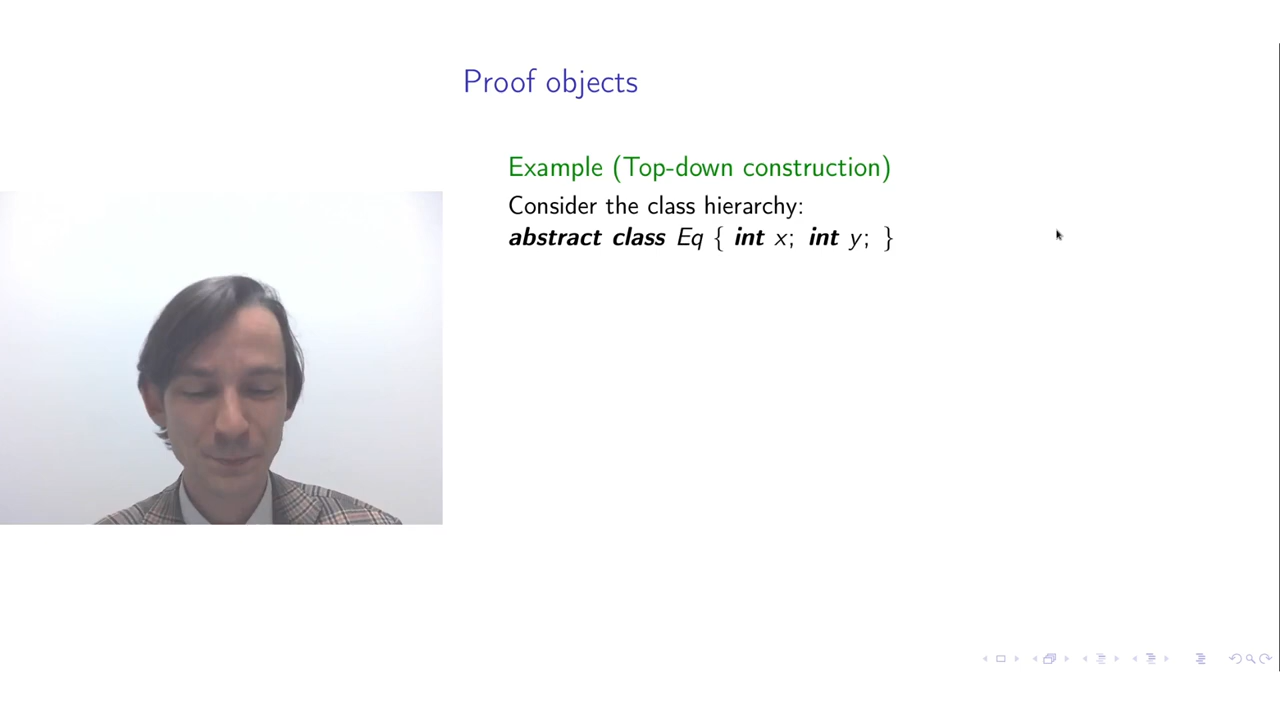 Proof objects
Example (Top-down construction)
Consider the class hierarchy:
abstract class Eq { int x; int y; }